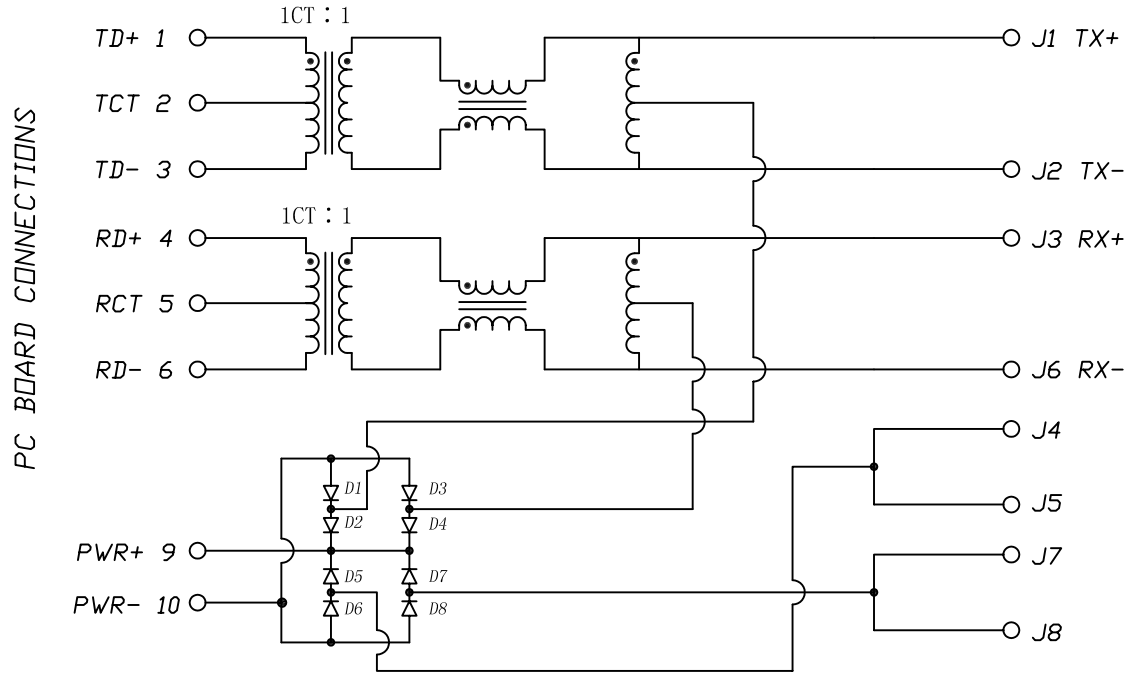 1CT : 1
TD+ 1
TCT 2
TD- 3
J1 TX+
J2 TX-
1CT : 1
RD+ 4
RCT 5
RD- 6
J3 RX+
J6 RX-
PC BOARD CONNECTIONS
J4
J5
J7
J8
D1
D3
D2
D4
PWR+ 9
D5
D7
PWR- 10
D6
D8